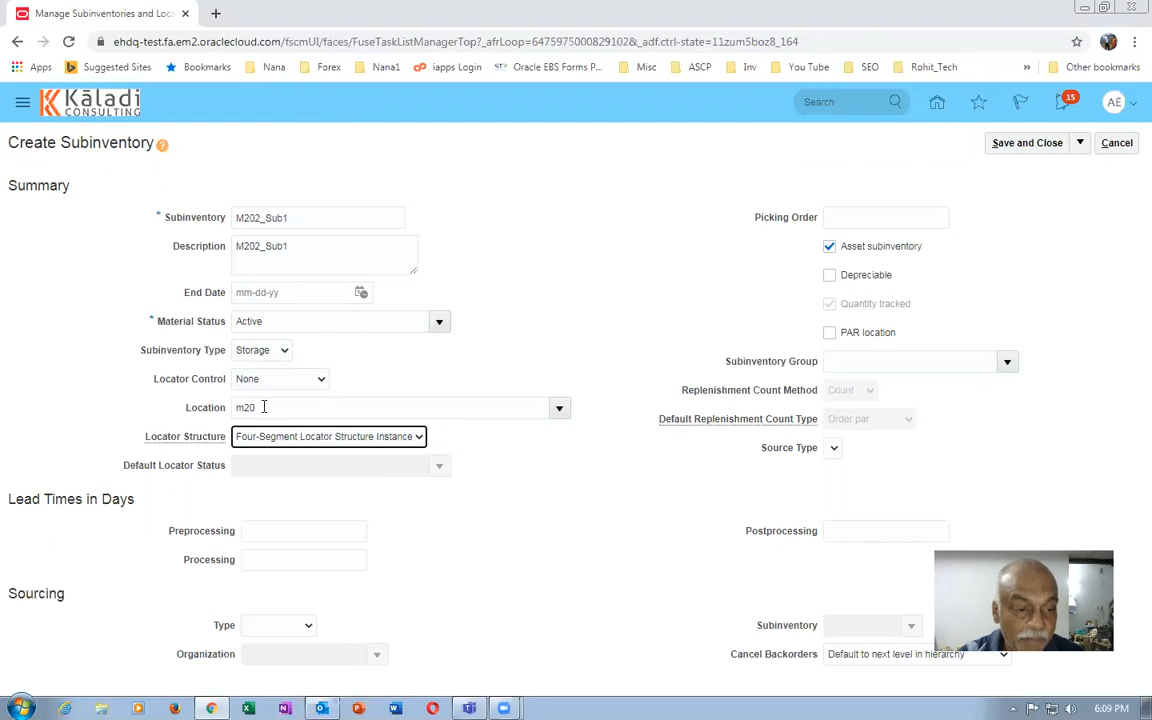 Manage Subinventories and Loca
ehdq-test.fa.em2.oraclecloud.com/fscmUI/faces/FuseTaskListManagerTop?_afrLoop=6475975000829102&_adf.ctrl-state=11zum5boz8_164
Apps Suggested Sites Bookmarks Nana Forex Nana1 iapps Login Oracle EBS Forms P... Misc ASCP Inv You Tube SEO Rohit_Tech » Other bookmarks
Kāladi CONSULTING Search 15 AE
Create Subinventory ? Save and Close Cancel
Summary
* Subinventory M202_Sub1 Picking Order
Description M202_Sub1 Asset subinventory
Depreciable
End Date mm-dd-yy Quantity tracked
* Material Status Active PAR location
Subinventory Type Storage Subinventory Group
Locator Control None Replenishment Count Method Count
Location m20 Default Replenishment Count Type Order par
Locator Structure Four-Segment Locator Structure Instance Source Type
Default Locator Status
Lead Times in Days
Preprocessing Postprocessing
Processing
Sourcing
Type Subinventory
Organization Cancel Backorders Default to next level in hierarchy
6:09 PM